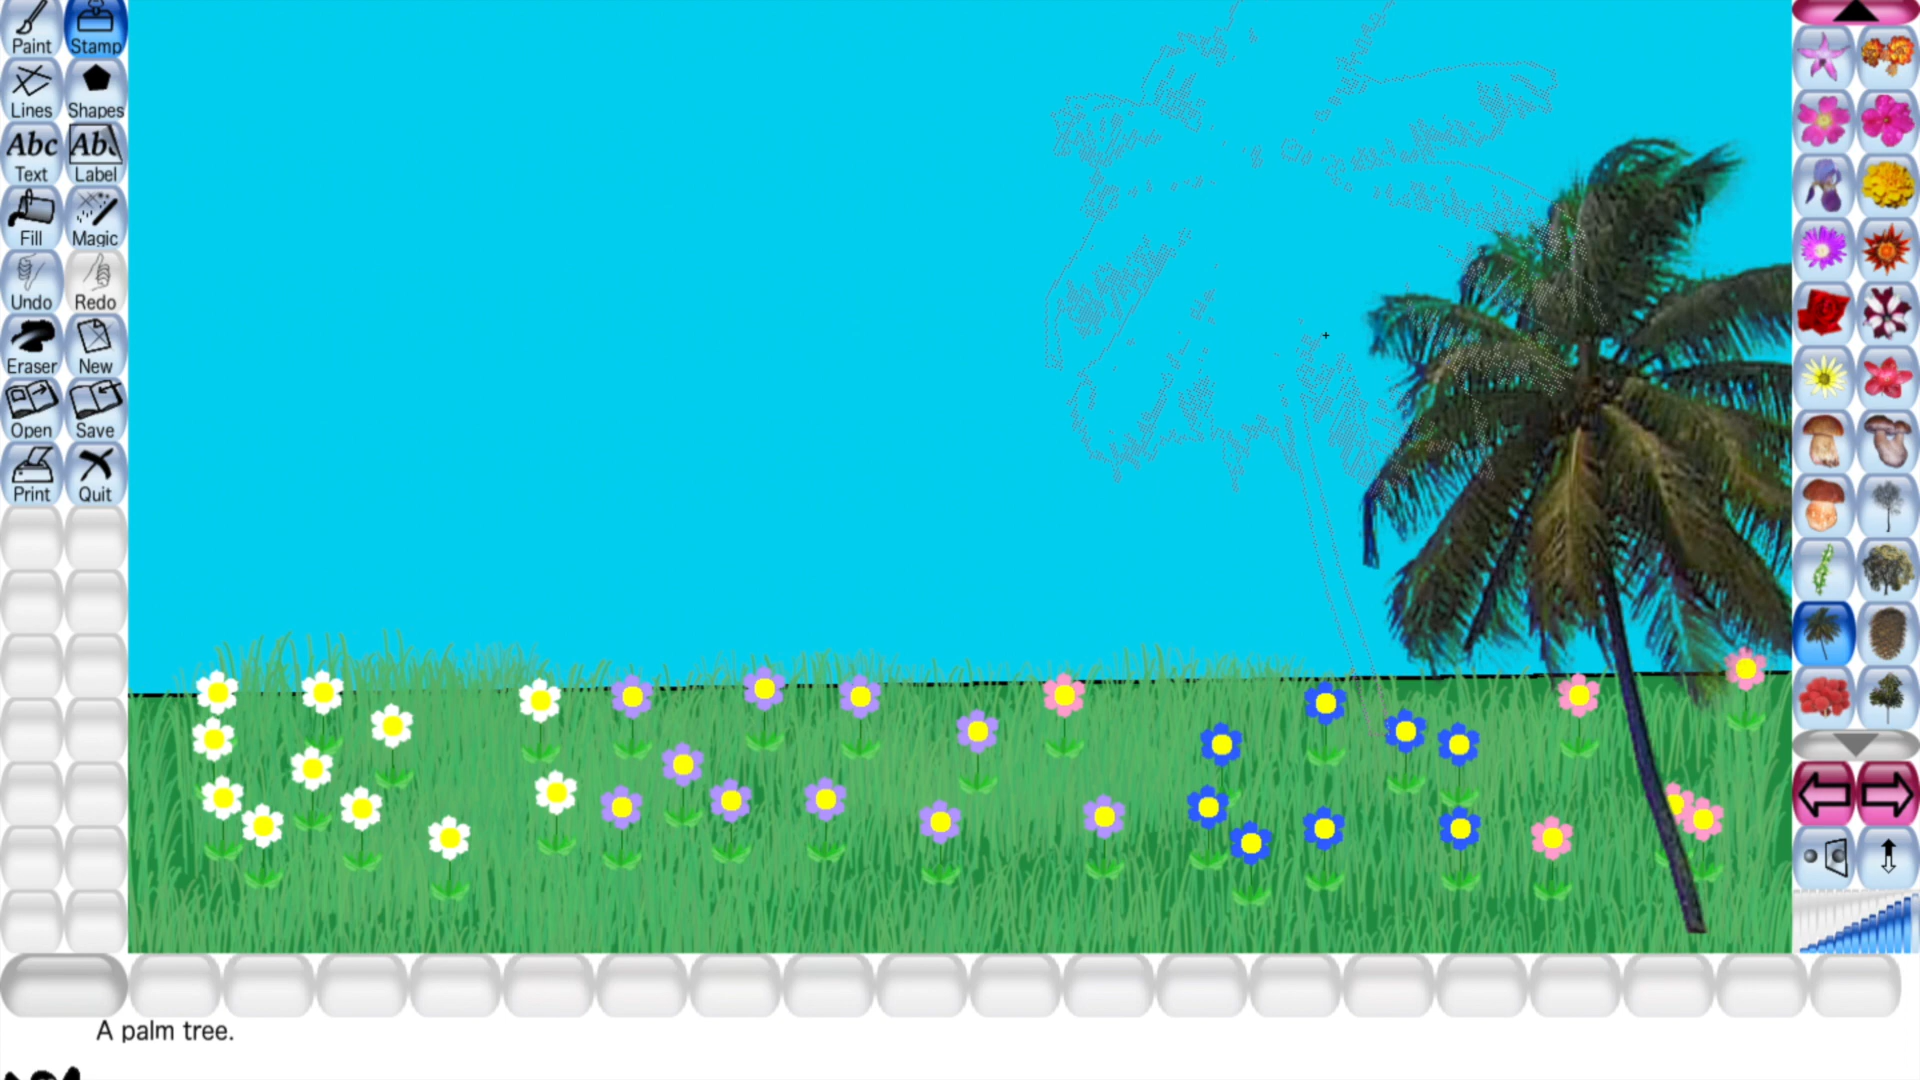 Paint Stamp
Lines Shapes
Abc Abc
Text Label
Fill Magic
Undo Redo
Eraser New
Open Save
Print Quit
A palm tree.